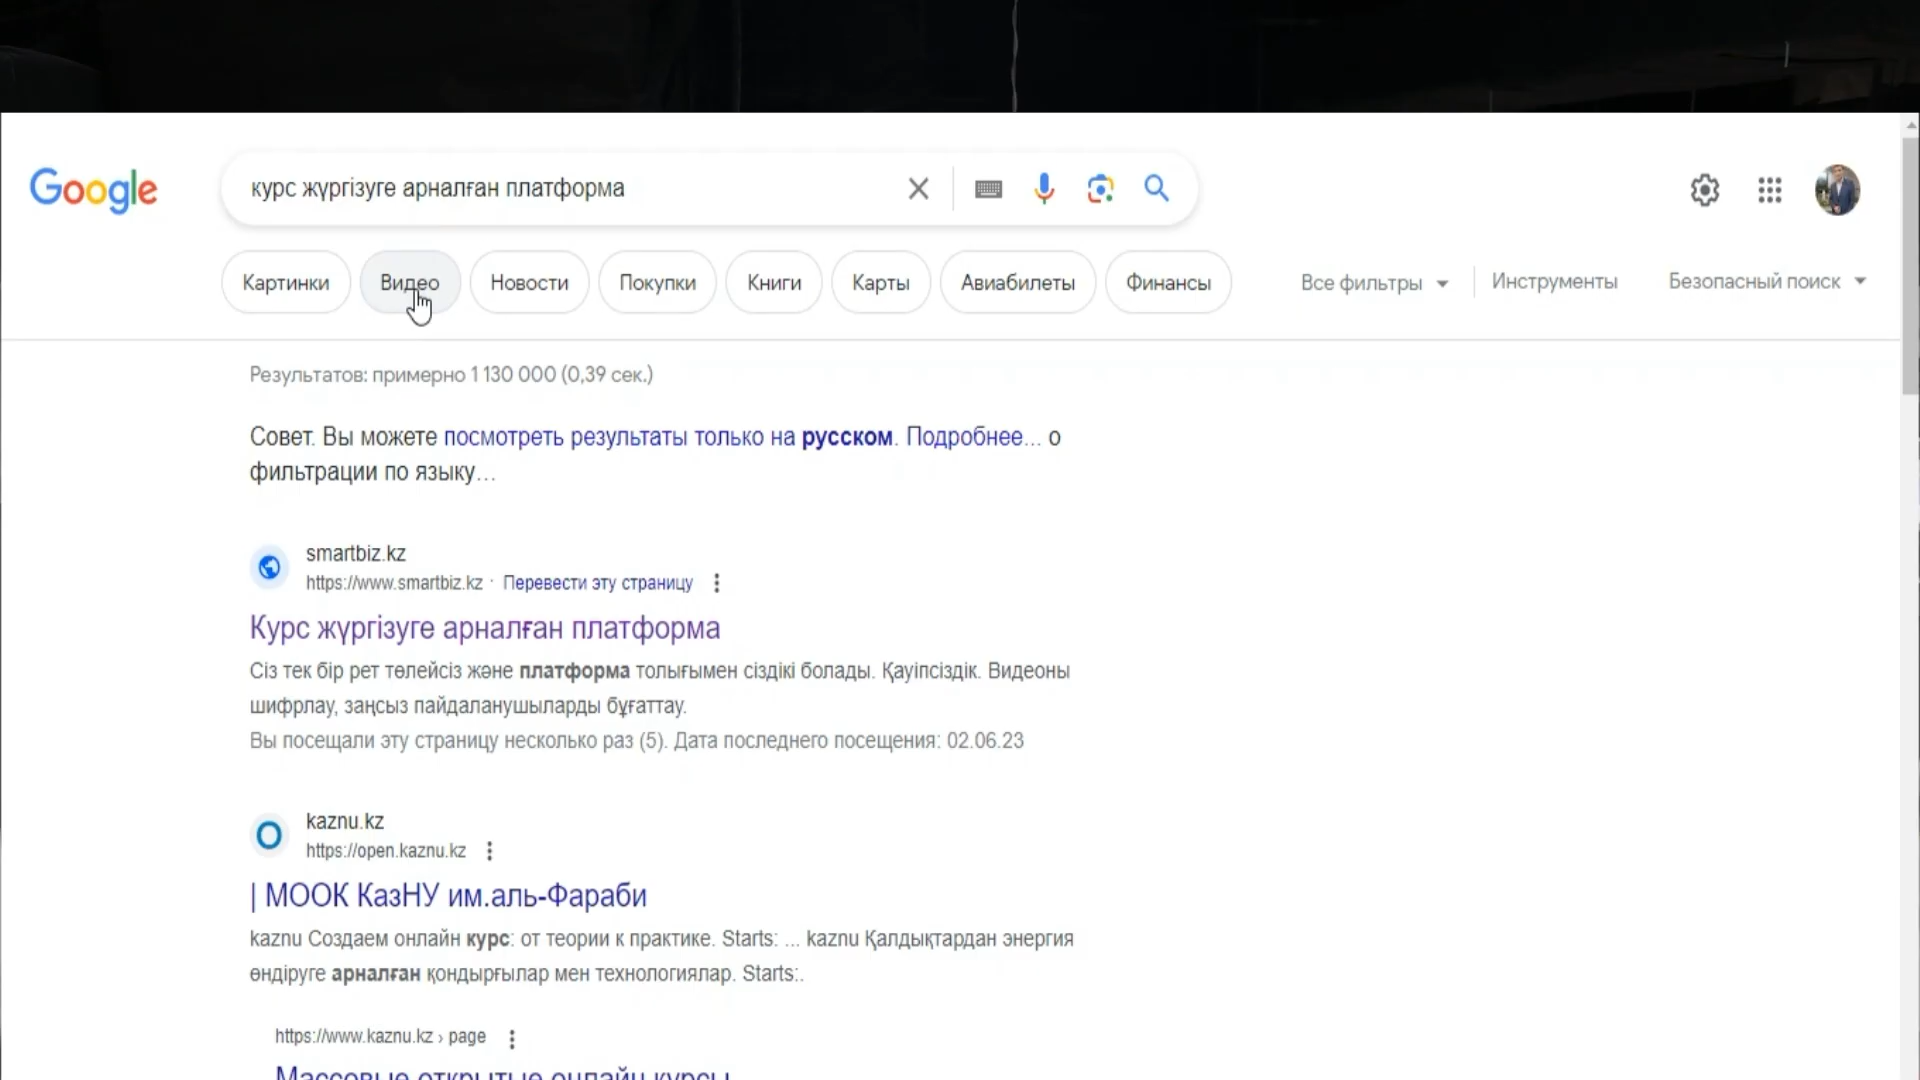 Google
курс жүргізуге арналған платформа
Картинки
Видео
Новости
Покупки
Книги
Карты
Авиабилеты
Финансы
Все фильтры
Инструменты
Безопасный поиск
Результатов: примерно 1 130 000 (0,39 сек.)
Совет. Вы можете посмотреть результаты только на русском. Подробнее... о
фильтрации по языку...
smartbiz.kz
https://www.smartbiz.kz · Перевести эту страницу
Курс жүргізуге арналған платформа
Сіз тек бір рет төлейсіз және платформа толығымен сіздікі болады. Қауіпсіздік. Видеоны
шифрлау, заңсыз пайдаланушыларды бұғаттау.
Вы посещали эту страницу несколько раз (5). Дата последнего посещения: 02.06.23
kaznu.kz
https://open.kaznu.kz
| МООК КазНУ им.аль-Фараби
kaznu Создаем онлайн курс: от теории к практике. Starts: ... kaznu Қалдықтардан энергия
өндіруге арналған қондырғылар мен технологиялар. Starts:.
https://www.kaznu.kz › page
Массовые открытые онлайн курсы